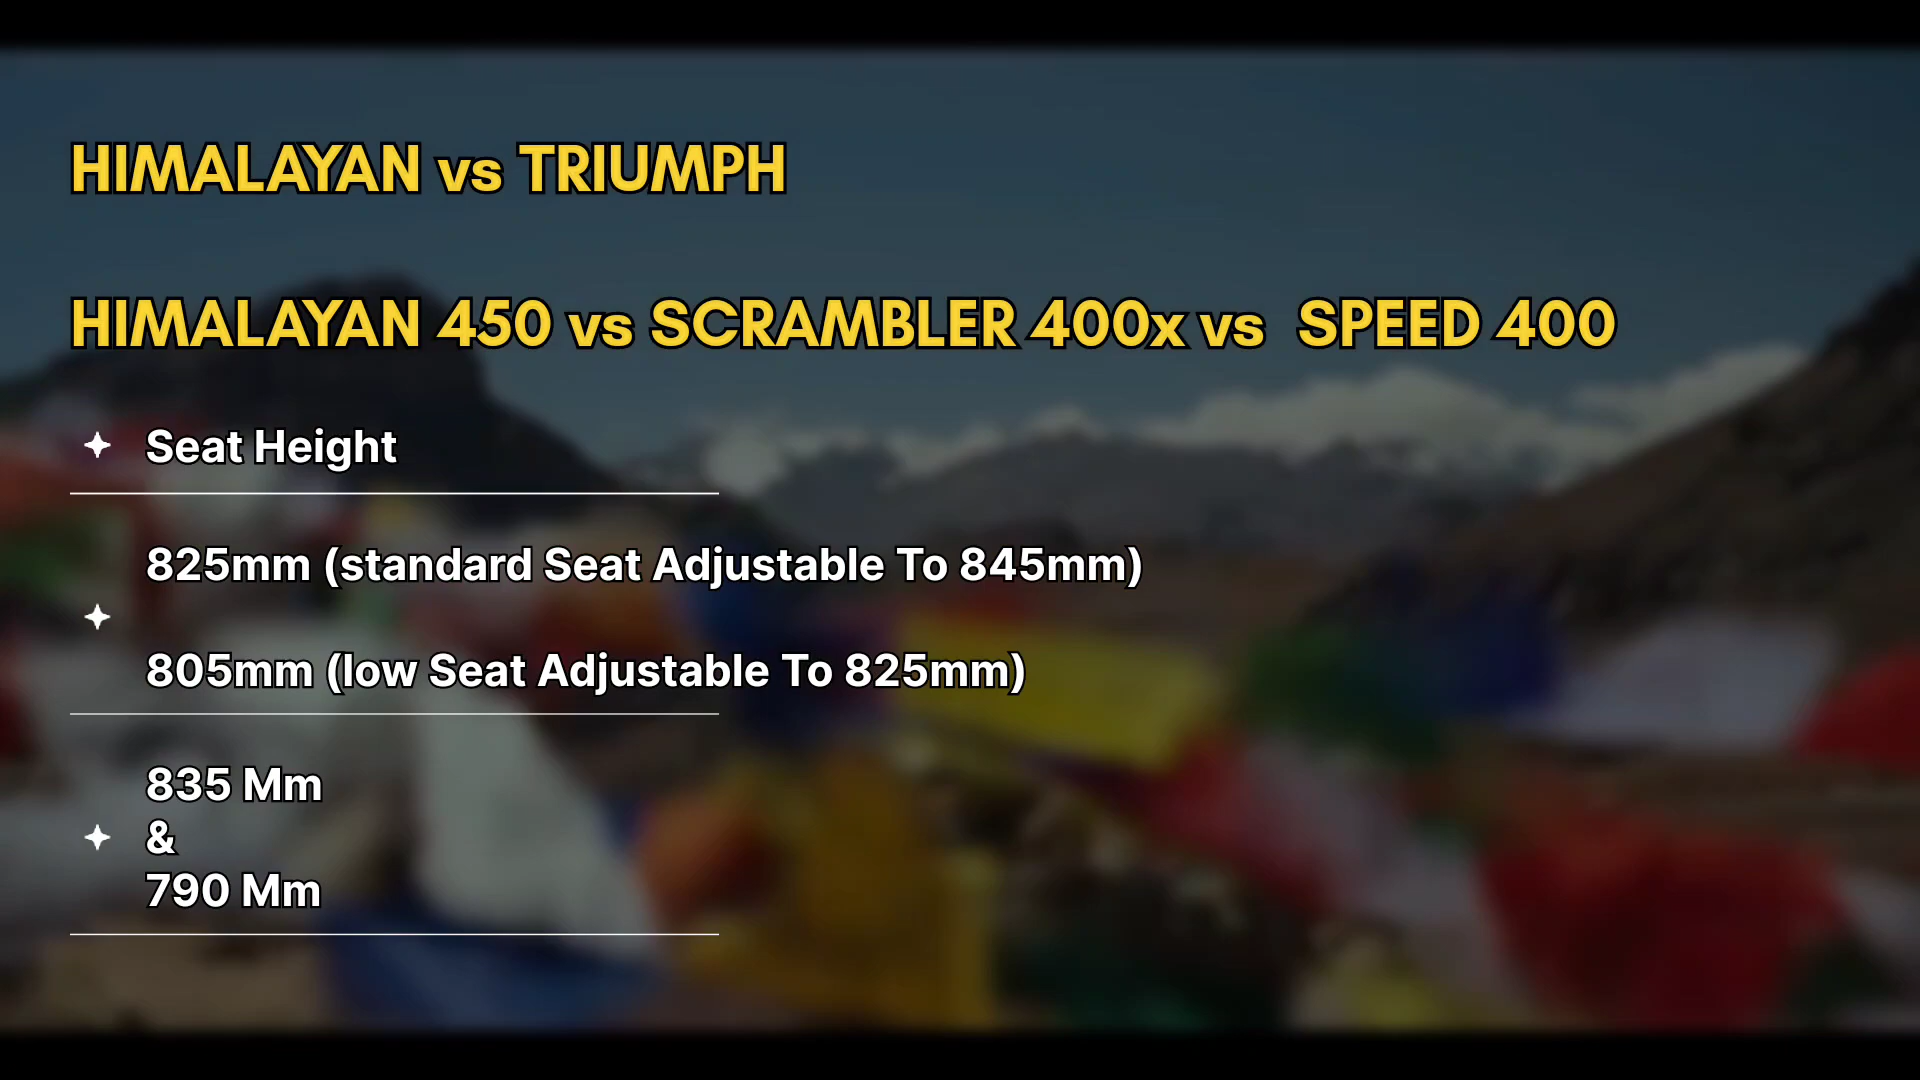 HIMALAYAN vs TRIUMPH
HIMALAYAN 450 vs SCRAMBLER 400x vs SPEED 400
Seat Height
825mm (standard Seat Adjustable To 845mm)
805mm (low Seat Adjustable To 825mm)
835 Mm
&
790 Mm